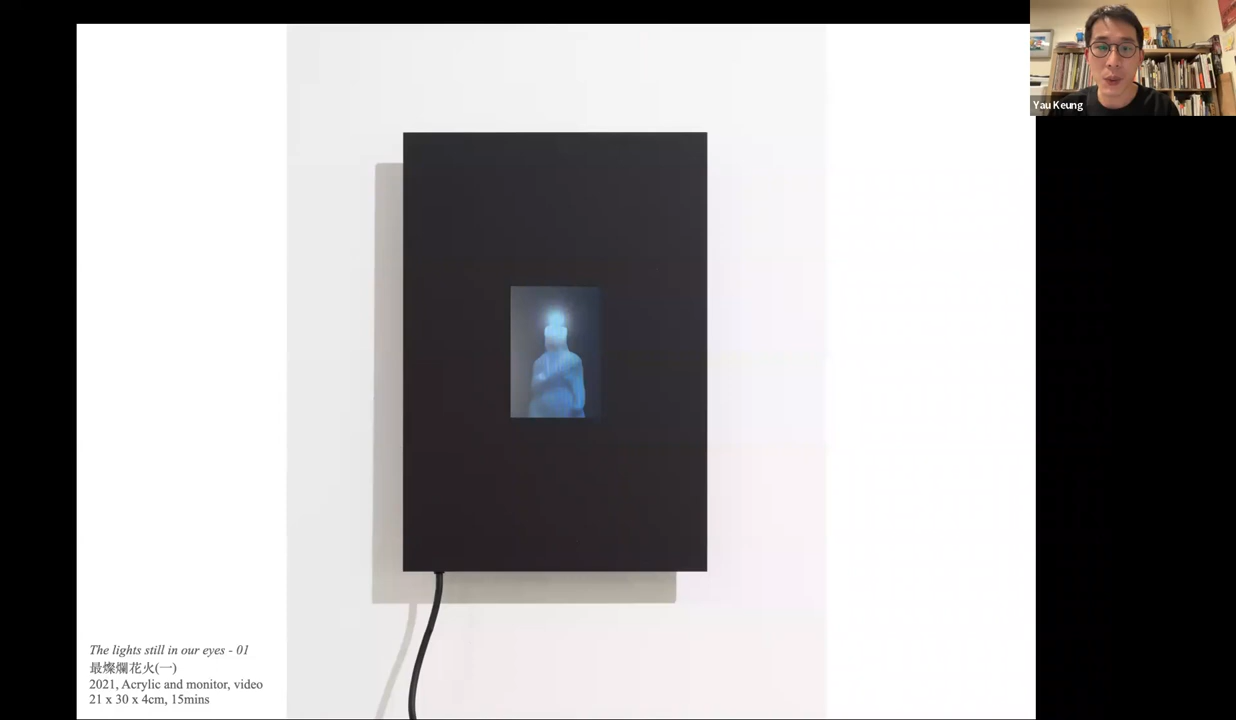 Yau Keung
The lights still in our eyes - 01
最燦爛花火(一)
2021, Acrylic and monitor, video
21 x 30 x 4cm, 15mins